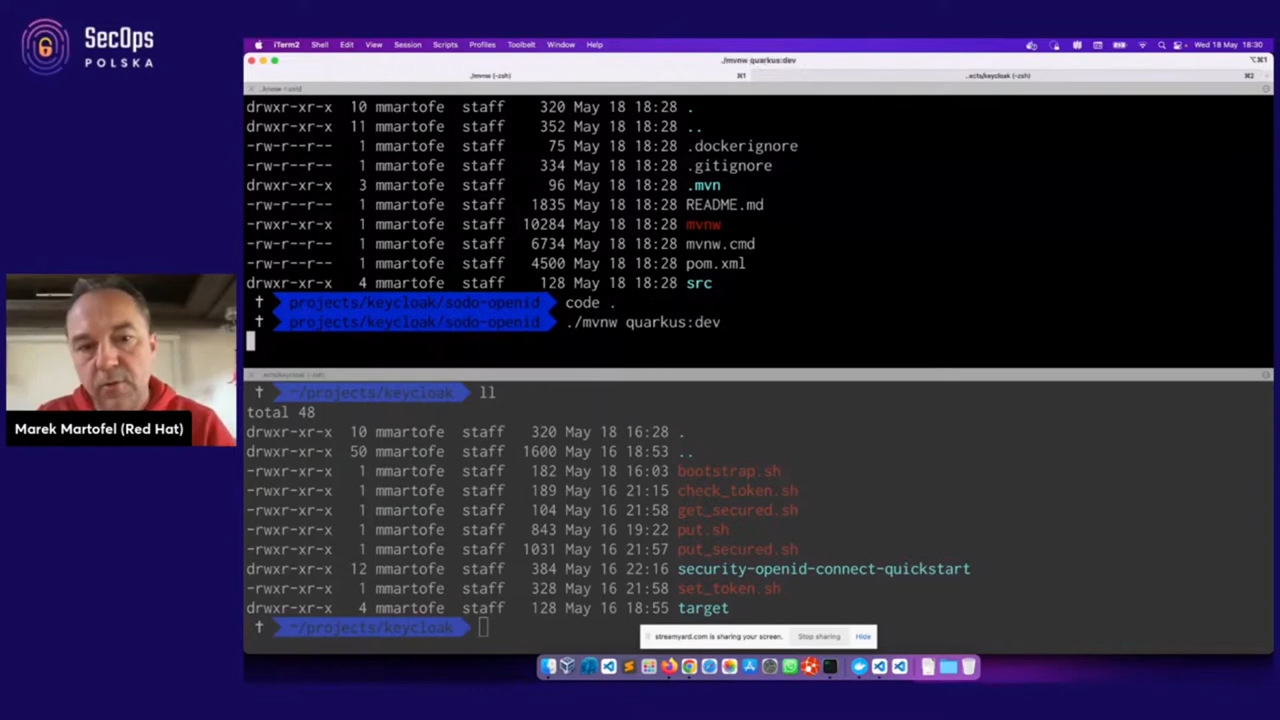 SecOps
POLSKA
iTerm2 Shell Edit View Session Scripts Profiles Toolbelt Window Help
Wed 18 May 18:30
./mvnw quarkus:dev
⌥⌘1
./mvnw (-zsh)
⌘1
..ects/keycloak (-zsh)
⌘2
drwxr-xr-x 10 mmartofe staff 320 May 18 18:28 .
drwxr-xr-x 11 mmartofe staff 352 May 18 18:28 ..
-rw-r--r-- 1 mmartofe staff 75 May 18 18:28 .dockerignore
-rw-r--r-- 1 mmartofe staff 334 May 18 18:28 .gitignore
drwxr-xr-x 3 mmartofe staff 96 May 18 18:28 .mvn
-rw-r--r-- 1 mmartofe staff 1835 May 18 18:28 README.md
-rwxr-xr-x 1 mmartofe staff 10284 May 18 18:28 mvnw
-rw-r--r-- 1 mmartofe staff 6734 May 18 18:28 mvnw.cmd
-rw-r--r-- 1 mmartofe staff 4500 May 18 18:28 pom.xml
drwxr-xr-x 4 mmartofe staff 128 May 18 18:28 src
† projects/keycloak/sodo-openid code .
† projects/keycloak/sodo-openid ./mvnw quarkus:dev
..ects/keycloak (-zsh)
† ~/projects/keycloak ll
total 48
drwxr-xr-x 10 mmartofe staff 320 May 18 16:28 .
drwxr-xr-x 50 mmartofe staff 1600 May 16 18:53 ..
-rwxr-xr-x 1 mmartofe staff 182 May 18 16:03 bootstrap.sh
-rwxr-xr-x 1 mmartofe staff 189 May 16 21:15 check_token.sh
-rwxr-xr-x 1 mmartofe staff 104 May 16 21:58 get_secured.sh
-rwxr-xr-x 1 mmartofe staff 843 May 16 19:22 put.sh
-rwxr-xr-x 1 mmartofe staff 1031 May 16 21:57 put_secured.sh
drwxr-xr-x 12 mmartofe staff 384 May 16 22:16 security-openid-connect-quickstart
-rwxr-xr-x 1 mmartofe staff 328 May 16 21:58 set_token.sh
drwxr-xr-x 4 mmartofe staff 128 May 16 18:55 target
† ~/projects/keycloak
streamyard.com is sharing your screen. Stop sharing Hide
Marek Martofel (Red Hat)